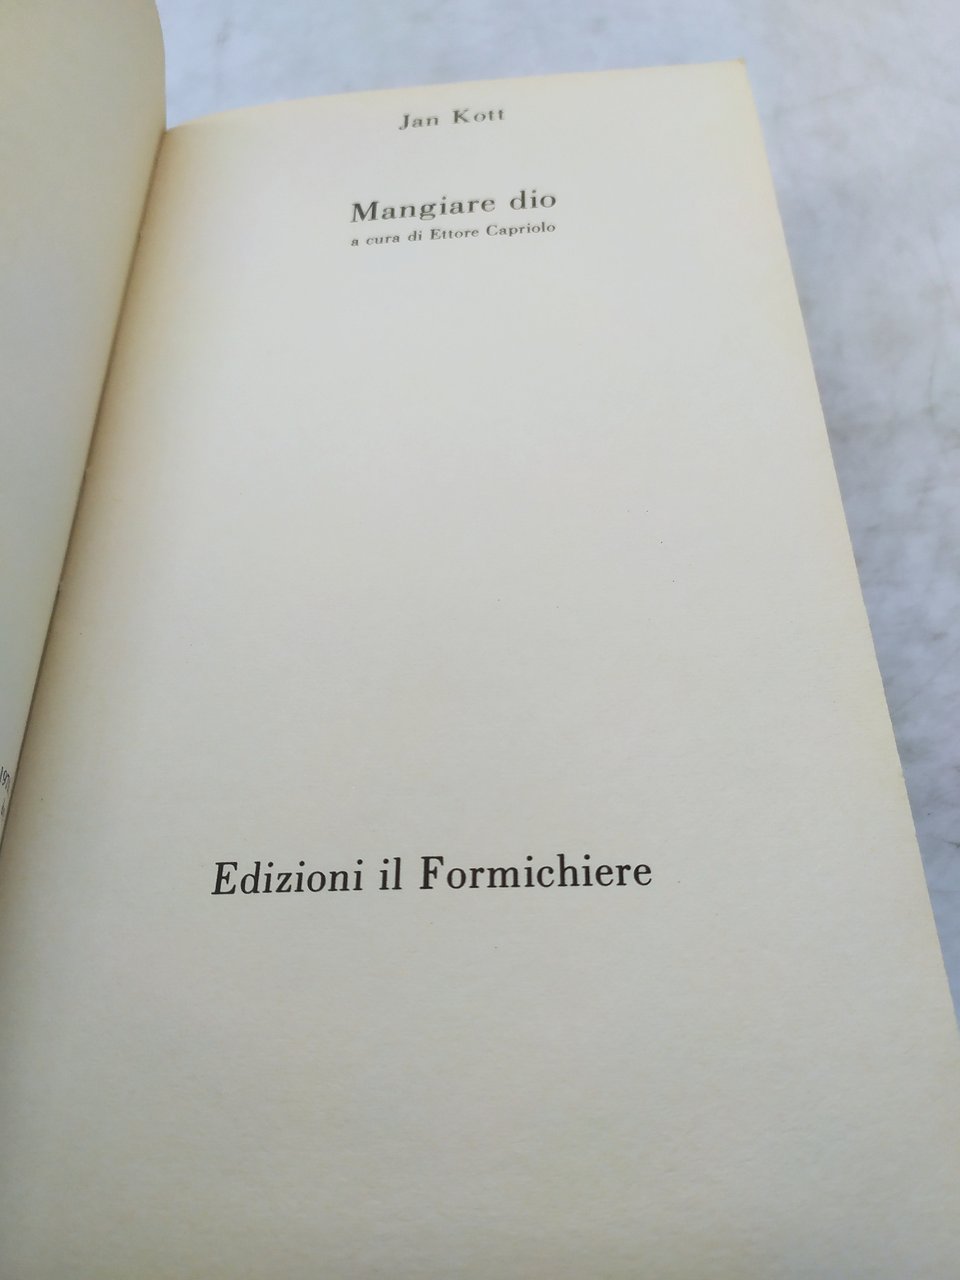 Jan Kott
Mangiare dio
a cura di Ettore Capriolo
Edizioni il Formichiere